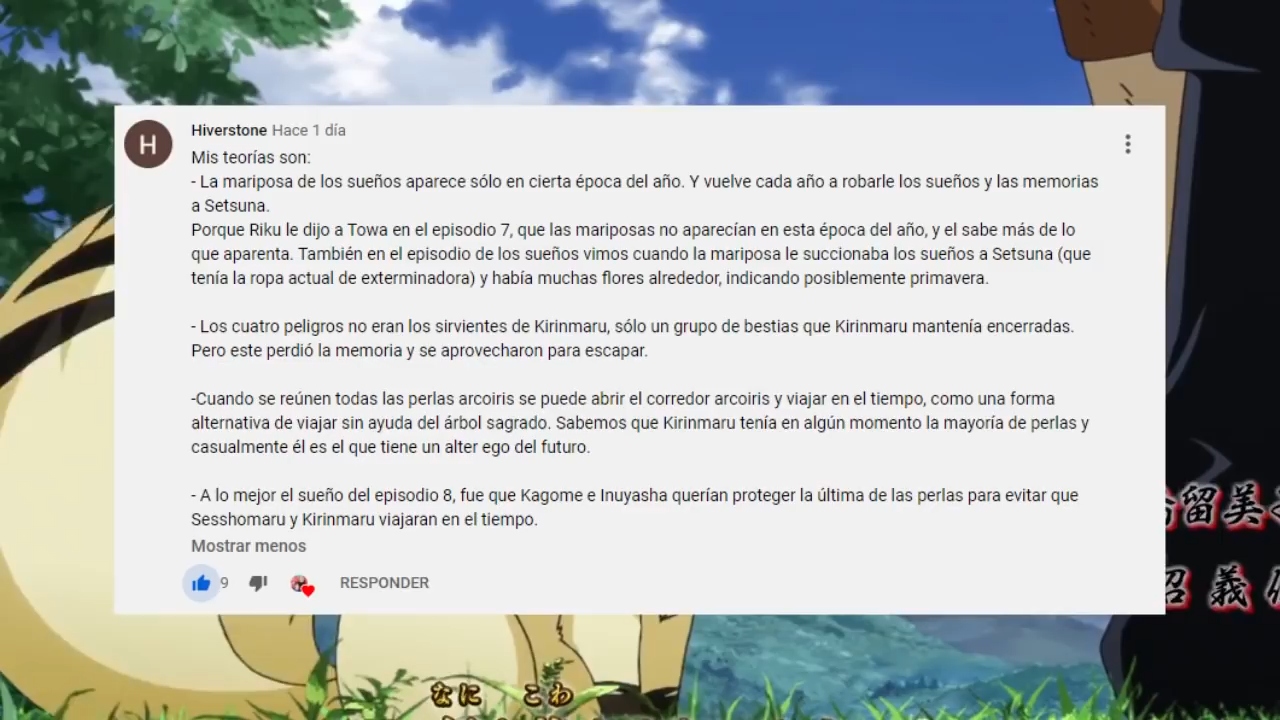 H
Hiverstone Hace 1 día
Mis teorías son:
- La mariposa de los sueños aparece sólo en cierta época del año. Y vuelve cada año a robarle los sueños y las memorias
a Setsuna.
Porque Riku le dijo a Towa en el episodio 7, que las mariposas no aparecían en esta época del año, y el sabe más de lo
que aparenta. También en el episodio de los sueños vimos cuando la mariposa le succionaba los sueños a Setsuna (que
tenía la ropa actual de exterminadora) y había muchas flores alrededor, indicando posiblemente primavera.
- Los cuatro peligros no eran los sirvientes de Kirinmaru, sólo un grupo de bestias que Kirinmaru mantenía encerradas.
Pero este perdió la memoria y se aprovecharon para escapar.
-Cuando se reúnen todas las perlas arcoiris se puede abrir el corredor arcoiris y viajar en el tiempo, como una forma
alternativa de viajar sin ayuda del árbol sagrado. Sabemos que Kirinmaru tenía en algún momento la mayoría de perlas y
casualmente él es el que tiene un alter ego del futuro.
- A lo mejor el sueño del episodio 8, fue que Kagome e Inuyasha querían proteger la última de las perlas para evitar que
Sesshomaru y Kirinmaru viajaran en el tiempo.
Mostrar menos
9 RESPONDER
留美
義
なに こわ